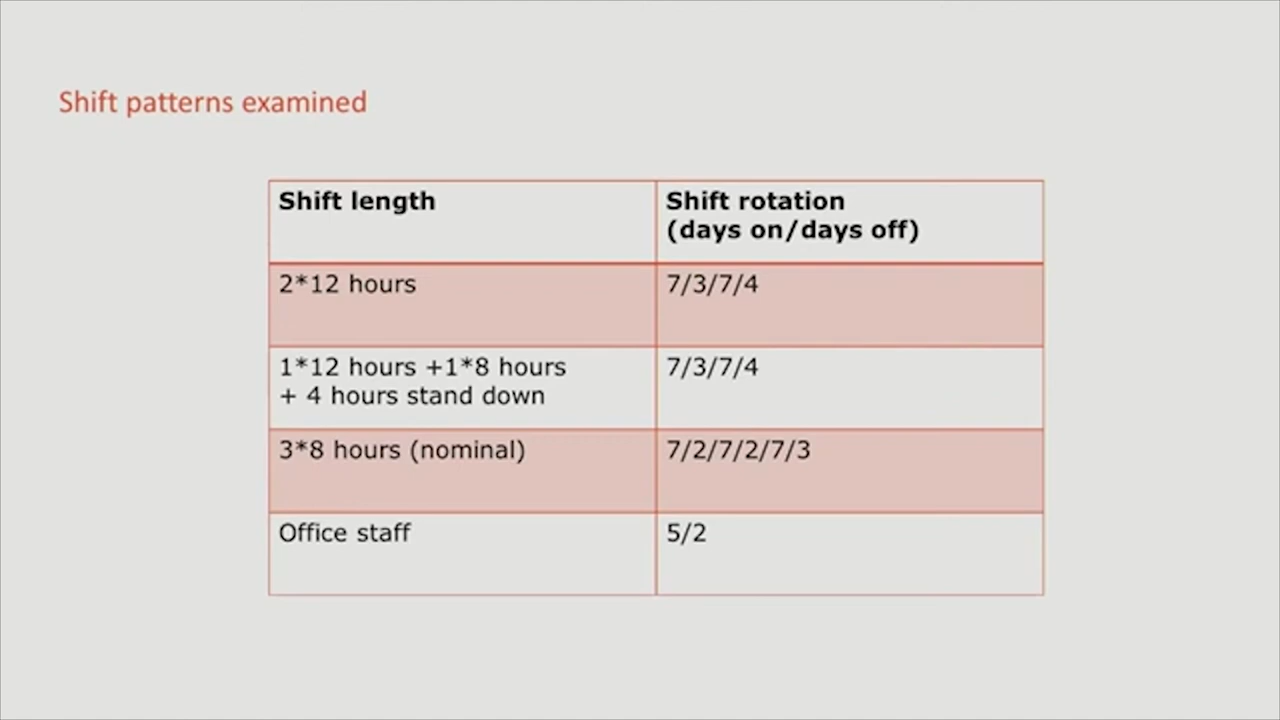 Shift patterns examined
Shift length
Shift rotation
(days on/days off)
2*12 hours
7/3/7/4
1*12 hours +1*8 hours
+ 4 hours stand down
7/3/7/4
3*8 hours (nominal)
7/2/7/2/7/3
Office staff
5/2